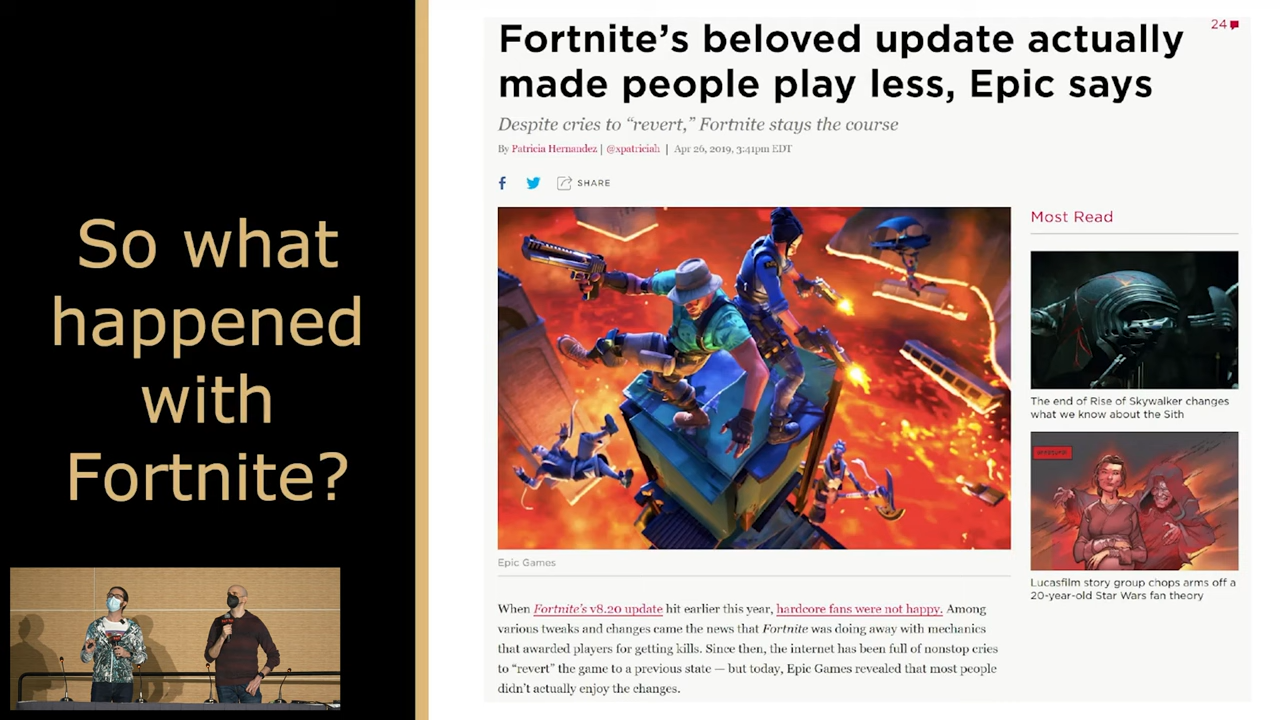 So what
happened
with
Fortnite?
Fortnite's beloved update actually
made people play less, Epic says
24
Despite cries to “revert,” Fortnite stays the course
By Patricia Hernandez | @xpatriciah | Apr 26, 2019, 3:41pm EDT
SHARE
Most Read
The end of Rise of Skywalker changes
what we know about the Sith
Lucasfilm story group chops arms off a
20-year-old Star Wars fan theory
Epic Games
When Fortnite's v8.20 update hit earlier this year, hardcore fans were not happy. Among
various tweaks and changes came the news that Fortnite was doing away with mechanics
that awarded players for getting kills. Since then, the internet has been full of nonstop cries
to “revert” the game to a previous state — but today, Epic Games revealed that most people
didn't actually enjoy the changes.